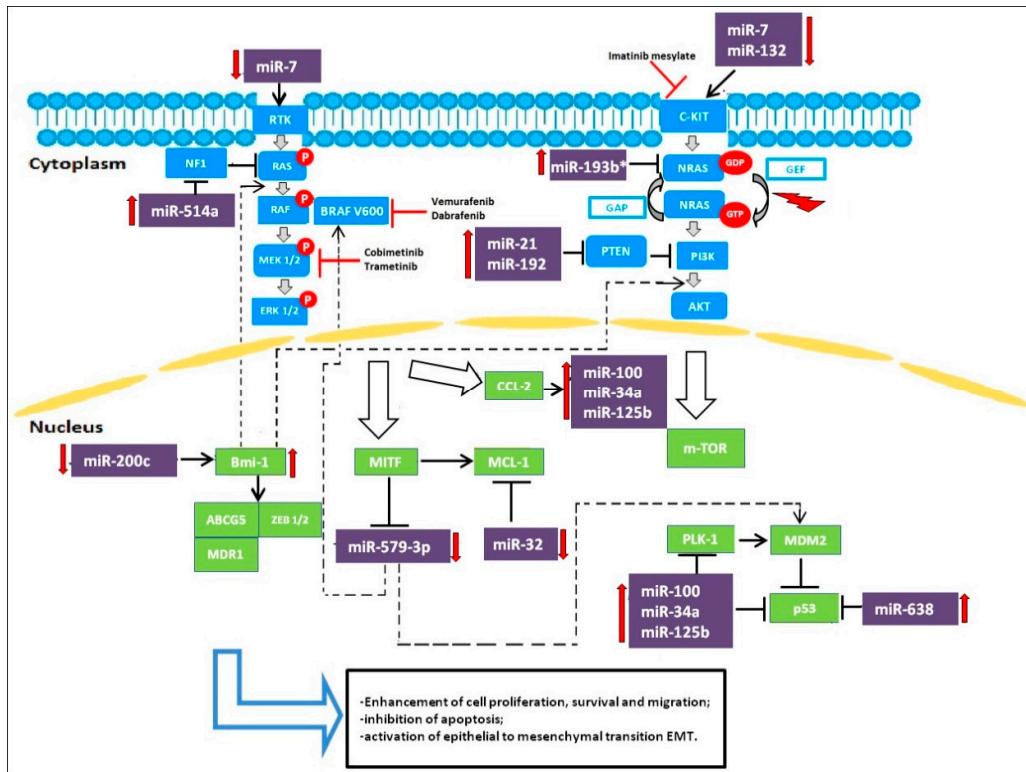 miR-7
miR-132
Imatinib mesylate
miR-7
RTK
C-KIT
Cytoplasm
NF1
RAS
P
miR-193b*
NRAS
GDP
GEF
miR-514a
RAF
P
BRAF V600
Vemurafenib
Dabrafenib
GAP
NRAS
GTP
miR-21
miR-192
PTEN
PI3K
MEK 1/2
P
Cobimetinib
Trametinib
ERK 1/2
P
AKT
CCL-2
miR-100
miR-34a
miR-125b
Nucleus
m-TOR
miR-200c
Bmi-1
MITF
MCL-1
ABCG5
ZEB 1/2
MDR1
miR-579-3p
miR-32
PLK-1
MDM2
miR-100
miR-34a
miR-125b
p53
miR-638
-Enhancement of cell proliferation, survival and migration;
-inhibition of apoptosis;
-activation of epithelial to mesenchymal transition EMT.